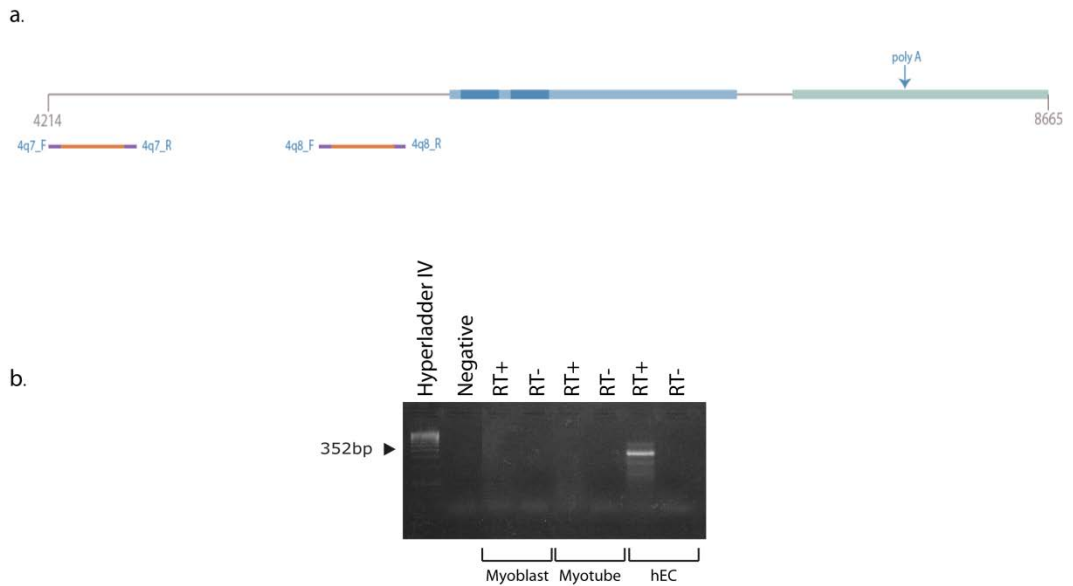 a.
poly A
4214
8665
4q7_F
4q7_R
4q8_F
4q8_R
b.
Hyperladder IV
Negative
RT+
RT-
RT+
RT-
RT+
RT-
352bp
Myoblast
Myotube
hEC